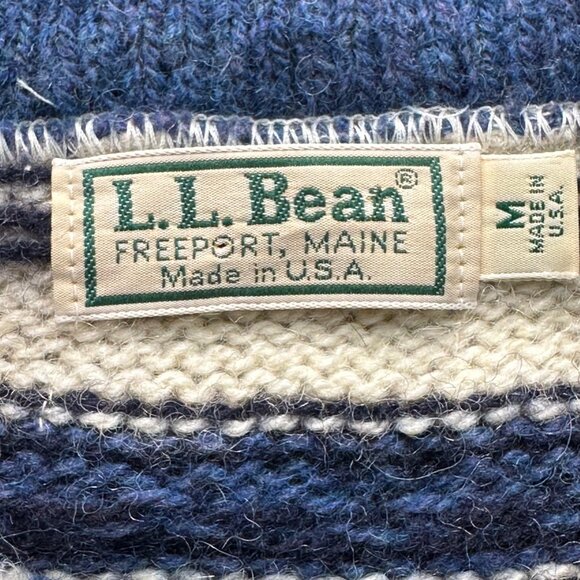 L.L. Bean®
FREEPORT, MAINE
Made in U.S.A.
M
MADE IN
U.S.A.